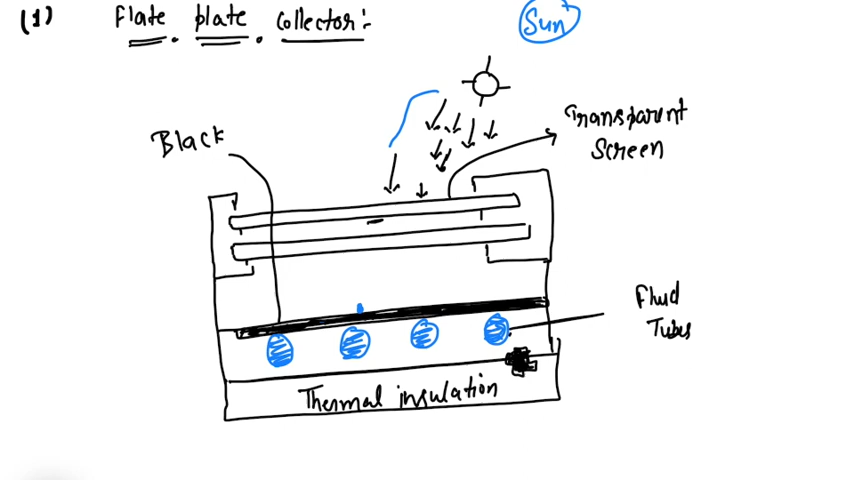 (1) Flate plate collector:-
Sun
Transparent
Screen
Black
Fluid
Tubes
Thermal insulation